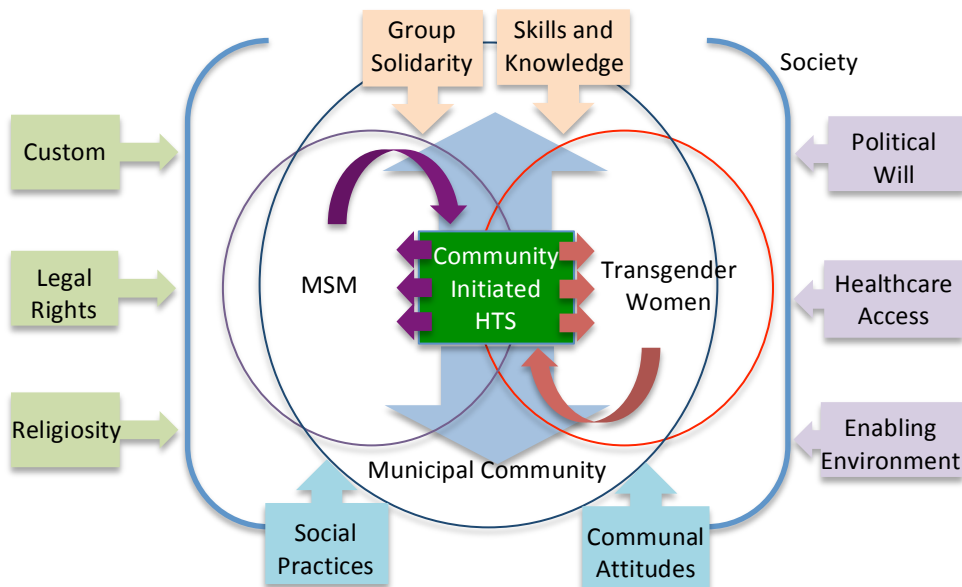 Group
Solidarity
Skills and
Knowledge
Society
Custom
Political
Will
MSM
Community
Initiated
HTS
Transgender
Women
Legal
Rights
Healthcare
Access
Religiosity
Enabling
Environment
Municipal Community
Social
Practices
Communal
Attitudes